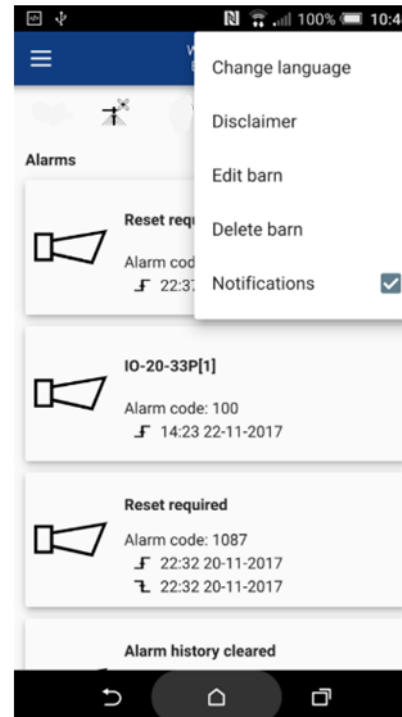 100% 10:4
Change language
Disclaimer
Alarms
Edit barn
Reset requ
Delete barn
Alarm cod
22:37
Notifications
IO-20-33P[1]
Alarm code: 100
14:23 22-11-2017
Reset required
Alarm code: 1087
22:32 20-11-2017
22:32 20-11-2017
Alarm history cleared